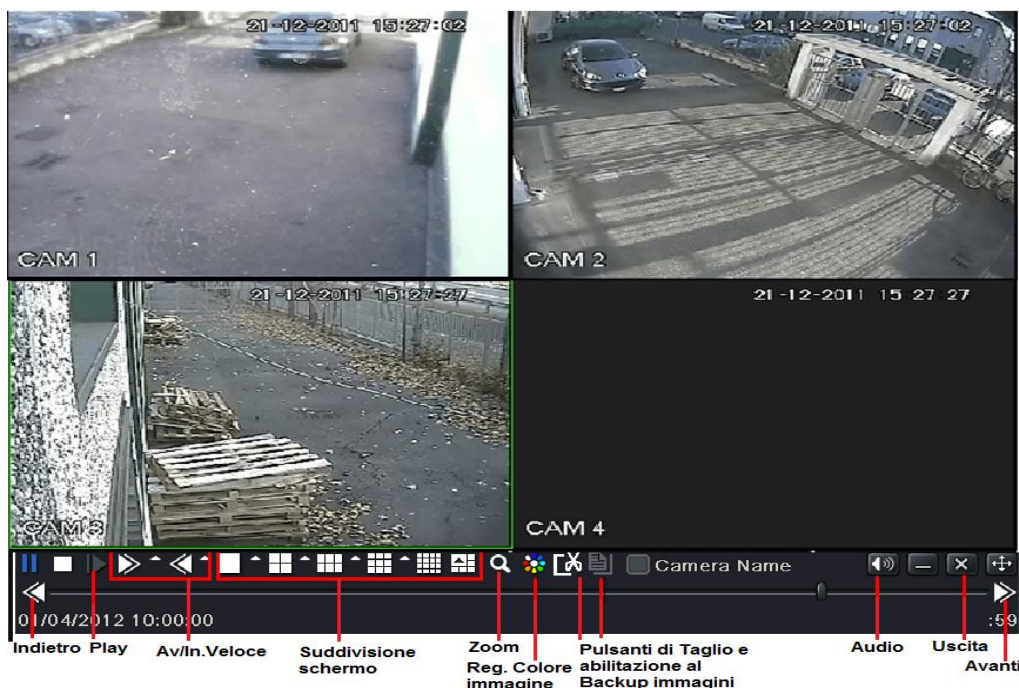 21-12-2011 15:27:02
21-12-2011 15:27:02
CAM 1
CAM 2
21-12-2011 15:27:27
21-12-2011 15:27:27
CAM 3
CAM 4
Camera Name
01/04/2012 10:00:00
:59
Indietro
Play
Av/In.Veloce
Suddivisione
schermo
Zoom
Reg. Colore
immagine
Pulsanti di Taglio e
abilitazione al
Backup immagini
Audio
Uscita
Avanti